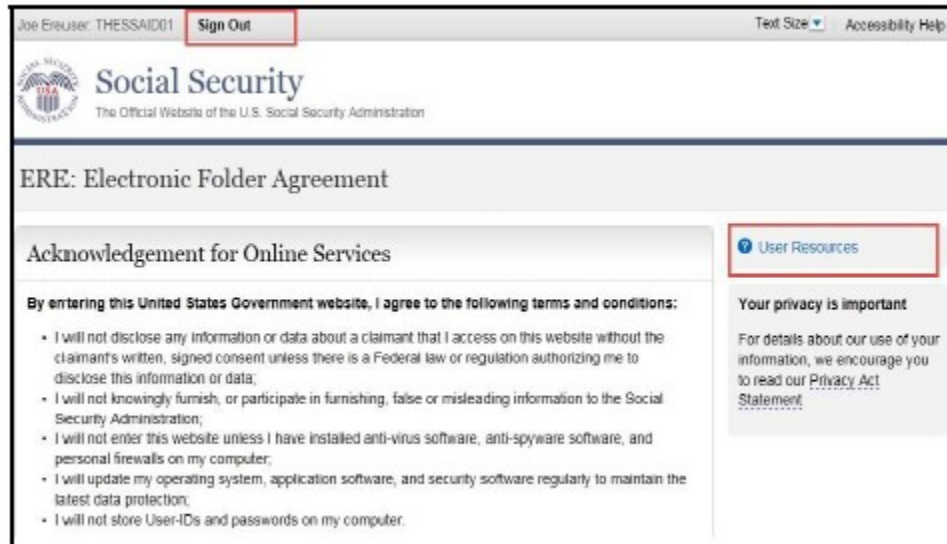 Joe Ereuser: THESSAID01 Sign Out Text Size Accessibility Help
SOCIAL SECURITY ADMINISTRATION
USA
Social Security
The Official Website of the U.S. Social Security Administration
ERE: Electronic Folder Agreement
Acknowledgement for Online Services
By entering this United States Government website, I agree to the following terms and conditions:
• I will not disclose any information or data about a claimant that I access on this website without the
claimant's written, signed consent unless there is a Federal law or regulation authorizing me to
disclose this information or data;
• I will not knowingly furnish, or participate in furnishing, false or misleading information to the Social
Security Administration;
• I will not enter this website unless I have installed anti-virus software, anti-spyware software, and
personal firewalls on my computer;
• I will update my operating system, application software, and security software regularly to maintain the
latest data protection;
• I will not store User-IDs and passwords on my computer.
? User Resources
Your privacy is important
For details about our use of your
information, we encourage you
to read our Privacy Act
Statement